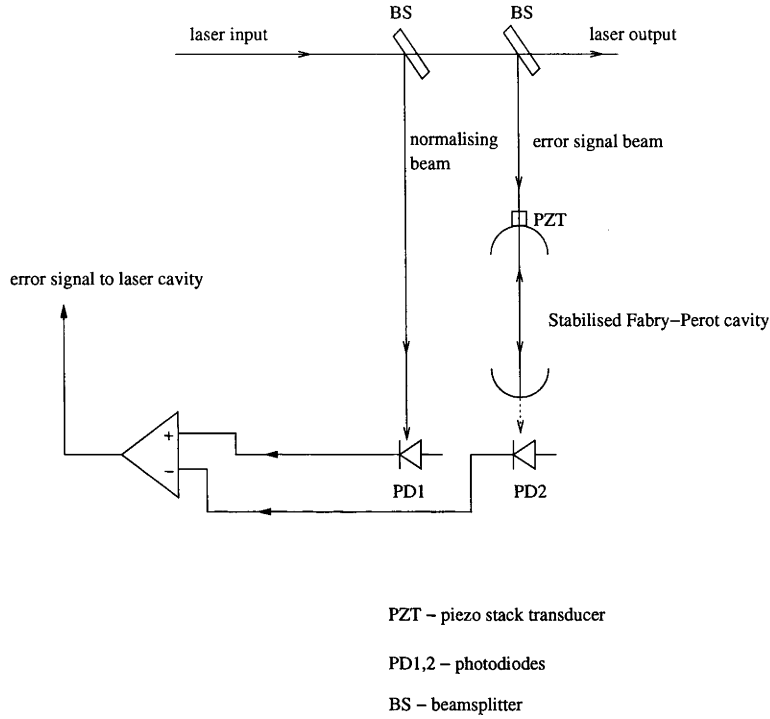 BS
BS
laser input
laser output
normalising
beam
error signal beam
PZT
error signal to laser cavity
Stabilised Fabry–Perot cavity
+
−
PD1
PD2
PZT – piezo stack transducer
PD1,2 – photodiodes
BS – beamsplitter